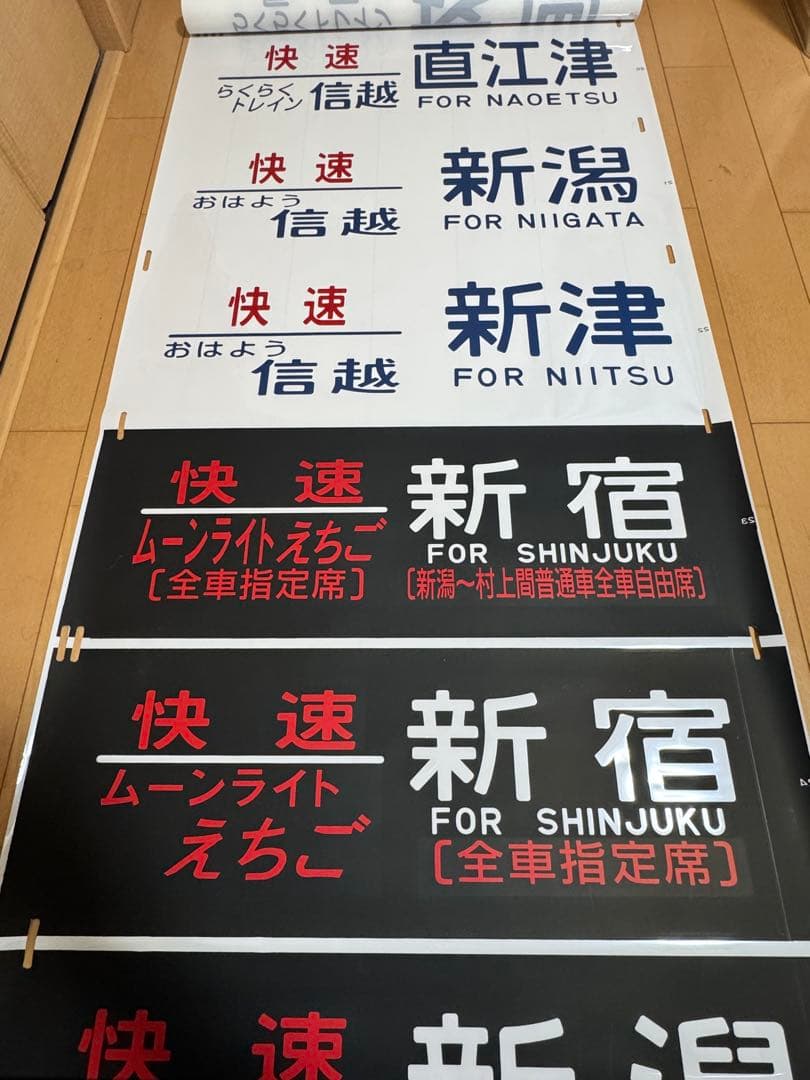 快速
らくらくトレイン信越
直江津
FOR NAOETSU
快速
おはよう信越
新潟
FOR NIIGATA
快速
おはよう信越
新津
FOR NIITSU
快速
ムーンライトえちご
〔全車指定席〕
新宿
FOR SHINJUKU
〔新潟～村上間普通車全車自由席〕
快速
ムーンライト
えちご
新宿
FOR SHINJUKU
〔全車指定席〕
快速
新潟